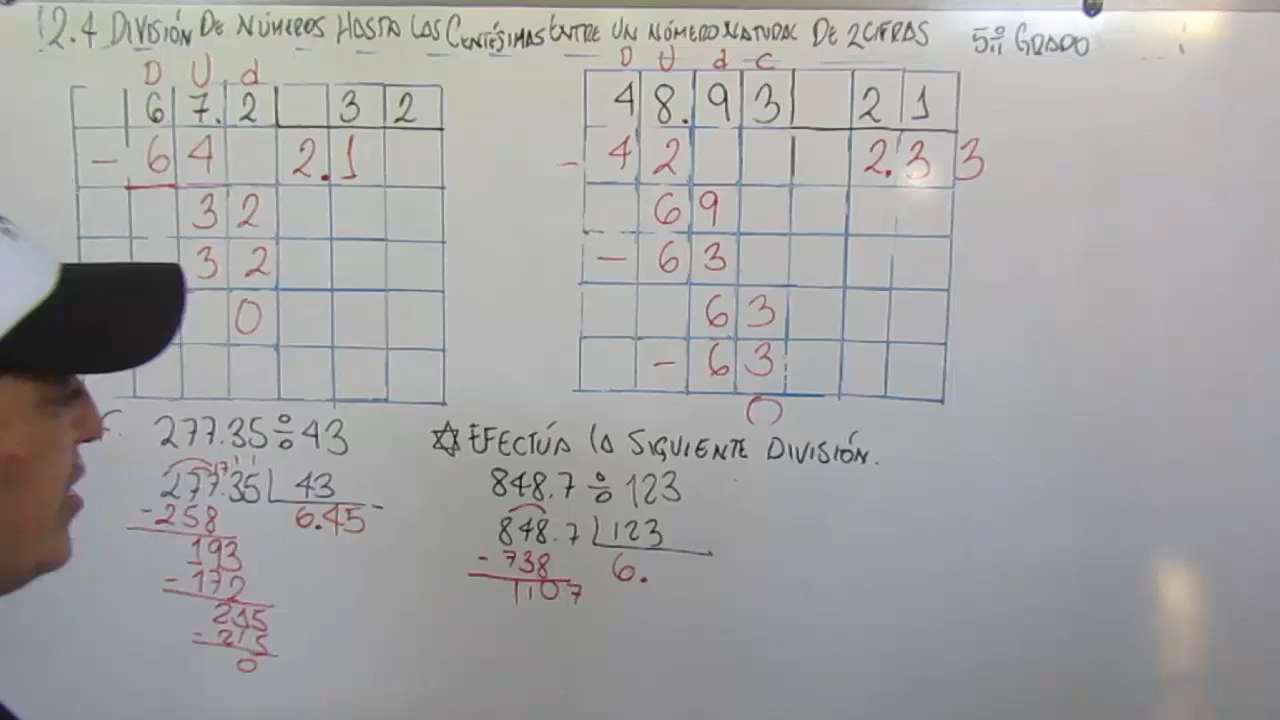 2.4 DIVISIÓN DE NÚMEROS HASTA LAS CENTÉSIMAS ENTRE UN NÚMERO NATURAL DE 2 CIFRAS 5º GRADO
D U d
6 7. 2 3 2
- 6 4 2. 1
3 2
3 2
0
D U d C
4 8. 9 3 2 1
- 4 2 2. 3 3
6 9
- 6 3
6 3
- 6 3
0
277.35 ÷ 43
17 1 1
277.35 43
-258 6.45
193
-172
215
-215
0
EFECTÚA LA SIGUIENTE DIVISIÓN.
848.7 ÷ 123
848.7 123
-738 6.
1107